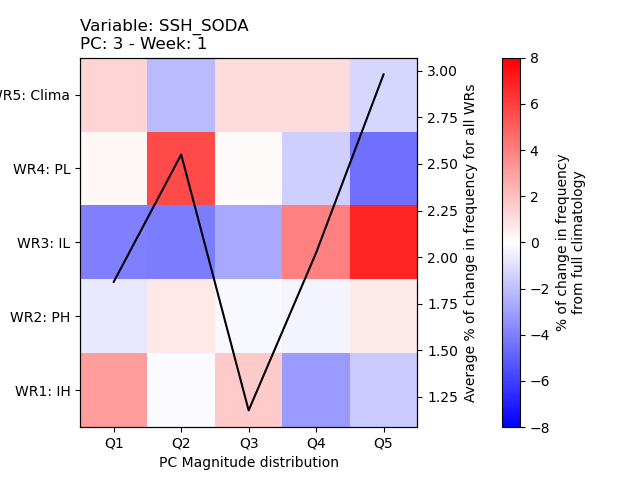 Variable: SSH_SODA
PC: 3 - Week: 1
WR5: Clima
WR4: PL
WR3: IL
WR2: PH
WR1: IH
Q1 Q2 Q3 Q4 Q5
PC Magnitude distribution
3.00
2.75
2.50
2.25
2.00
1.75
1.50
1.25
Average % of change in frequency for all WRs
8
6
4
2
0
−2
−4
−6
−8
% of change in frequency
from full climatology